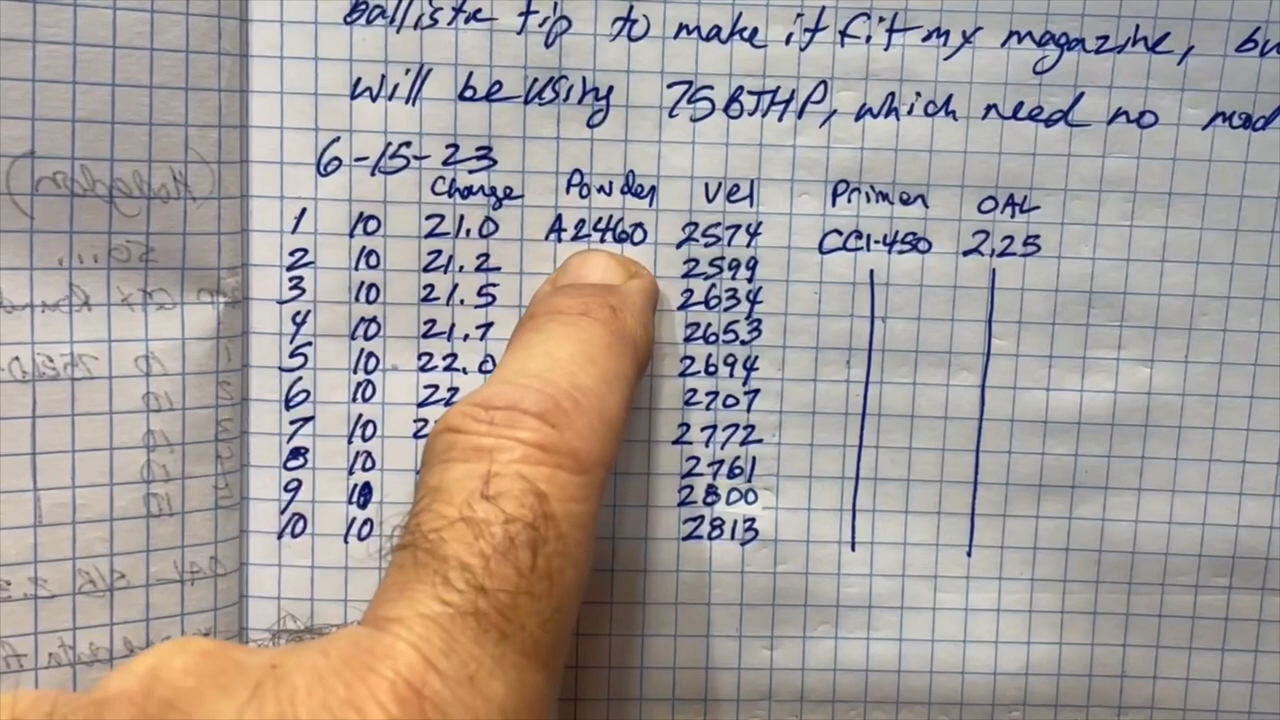 ballistic tip to make it fit my magazine, bu
will be using 75BTHP, which need no mod
6-15-23
Charge Powder Vel Primer OAL
1 10 21.0 A2460 2574 CCI-450 2.25
2 10 21.2 2599
3 10 21.5 2634
4 10 21.7 2653
5 10 22.0 2694
6 10 22 2707
7 10 2 2772
8 10 2761
9 10 2800
10 10 2813